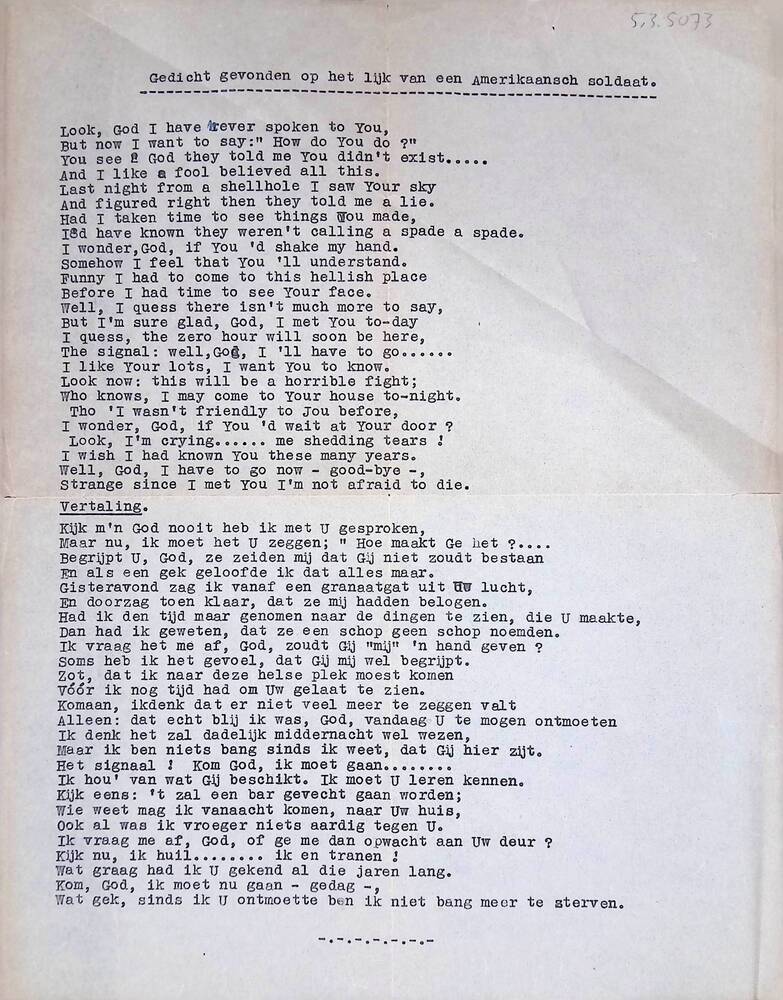 5.3.5073
Gedicht gevonden op het lijk van een Amerikaansch soldaat.
Look, God I have never spoken to You,
But now I want to say:" How do You do ?"
You see God they told me You didn't exist.....
And I like a fool believed all this.
Last night from a shellhole I saw Your sky
And figured right then they told me a lie.
Had I taken time to see things You made,
I'd have known they weren't calling a spade a spade.
I wonder,God, if You 'd shake my hand.
Somehow I feel that You 'll understand.
Funny I had to come to this hellish place
Before I had time to see Your face.
Well, I quess there isn't much more to say,
But I'm sure glad, God, I met You to-day
I quess, the zero hour will soon be here,
The signal: well,God, I 'll have to go......
I like Your lots, I want You to know.
Look now: this will be a horrible fight;
Who knows, I may come to Your house to-night.
Tho 'I wasn't friendly to Jou before,
I wonder, God, if You 'd wait at Your door ?
Look, I'm crying...... me shedding tears !
I wish I had known You these many years.
Well, God, I have to go now - good-bye -,
Strange since I met You I'm not afraid to die.
Vertaling.
Kijk m'n God nooit heb ik met U gesproken,
Maar nu, ik moet het U zeggen; " Hoe maakt Ge het ?....
Begrijpt U, God, ze zeiden mij dat Gij niet zoudt bestaan
En als een gek geloofde ik dat alles maar.
Gisteravond zag ik vanaf een granaatgat uit Uw lucht,
En doorzag toen klaar, dat ze mij hadden belogen.
Had ik den tijd maar genomen naar de dingen te zien, die U maakte,
Dan had ik geweten, dat ze een schop geen schop noemden.
Ik vraag het me af, God, zoudt Gij "mij" 'n hand geven ?
Soms heb ik het gevoel, dat Gij mij wel begrijpt.
Zot, dat ik naar deze helse plek moest komen
Vóór ik nog tijd had om Uw gelaat te zien.
Komaan, ikdenk dat er niet veel meer te zeggen valt
Alleen: dat echt blij ik was, God, vandaag U te mogen ontmoeten
Ik denk het zal dadelijk middernacht wel wezen,
Maar ik ben niets bang sinds ik weet, dat Gij hier zijt.
Het signaal ! Kom God, ik moet gaan........
Ik hou' van wat Gij beschikt. Ik moet U leren kennen.
Kijk eens: 't zal een bar gevecht gaan worden;
Wie weet mag ik vanaacht komen, naar Uw huis,
Ook al was ik vroeger niets aardig tegen U.
Ik vraag me af, God, of ge me dan opwacht aan Uw deur ?
Kijk nu, ik huil........ ik en tranen !
Wat graag had ik U gekend al die jaren lang.
Kom, God, ik moet nu gaan - gedag -,
Wat gek, sinds ik U ontmoette ben ik niet bang meer te sterven.
-.-.-.-.-.-.-